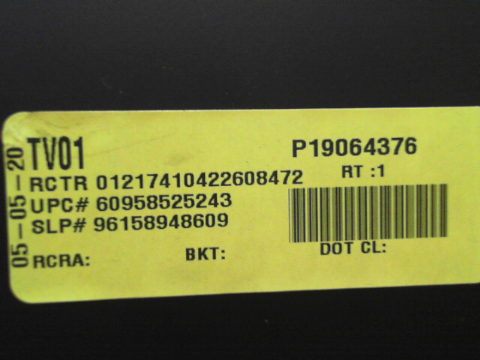 05-05-20
TV01
P19064376
RCTR 01217410422608472
RT :1
UPC# 60958525243
SLP# 96158948609
RCRA:
BKT:
DOT CL: